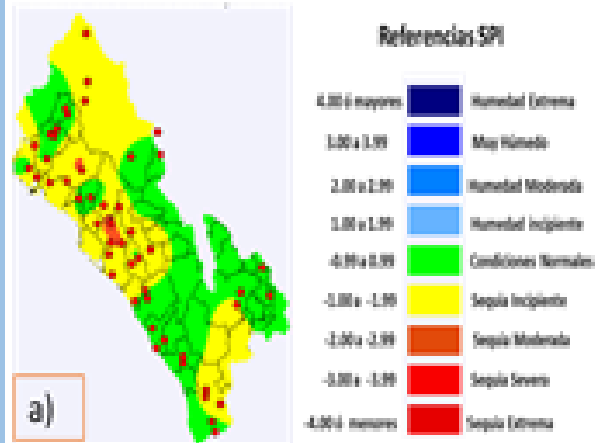 Referencias SPI
4.00 ó mayores Humedad Extrema
3.00 a 3.99 Muy Húmedo
2.00 a 2.99 Humedad Moderada
1.00 a 1.99 Humedad Incipiente
-0.99 a 0.99 Condiciones Normales
-1.00 a -1.99 Sequía Incipiente
-2.00 a -2.99 Sequía Moderada
-3.00 a -3.99 Sequía Severa
-4.00 ó menores Sequía Extrema
a)